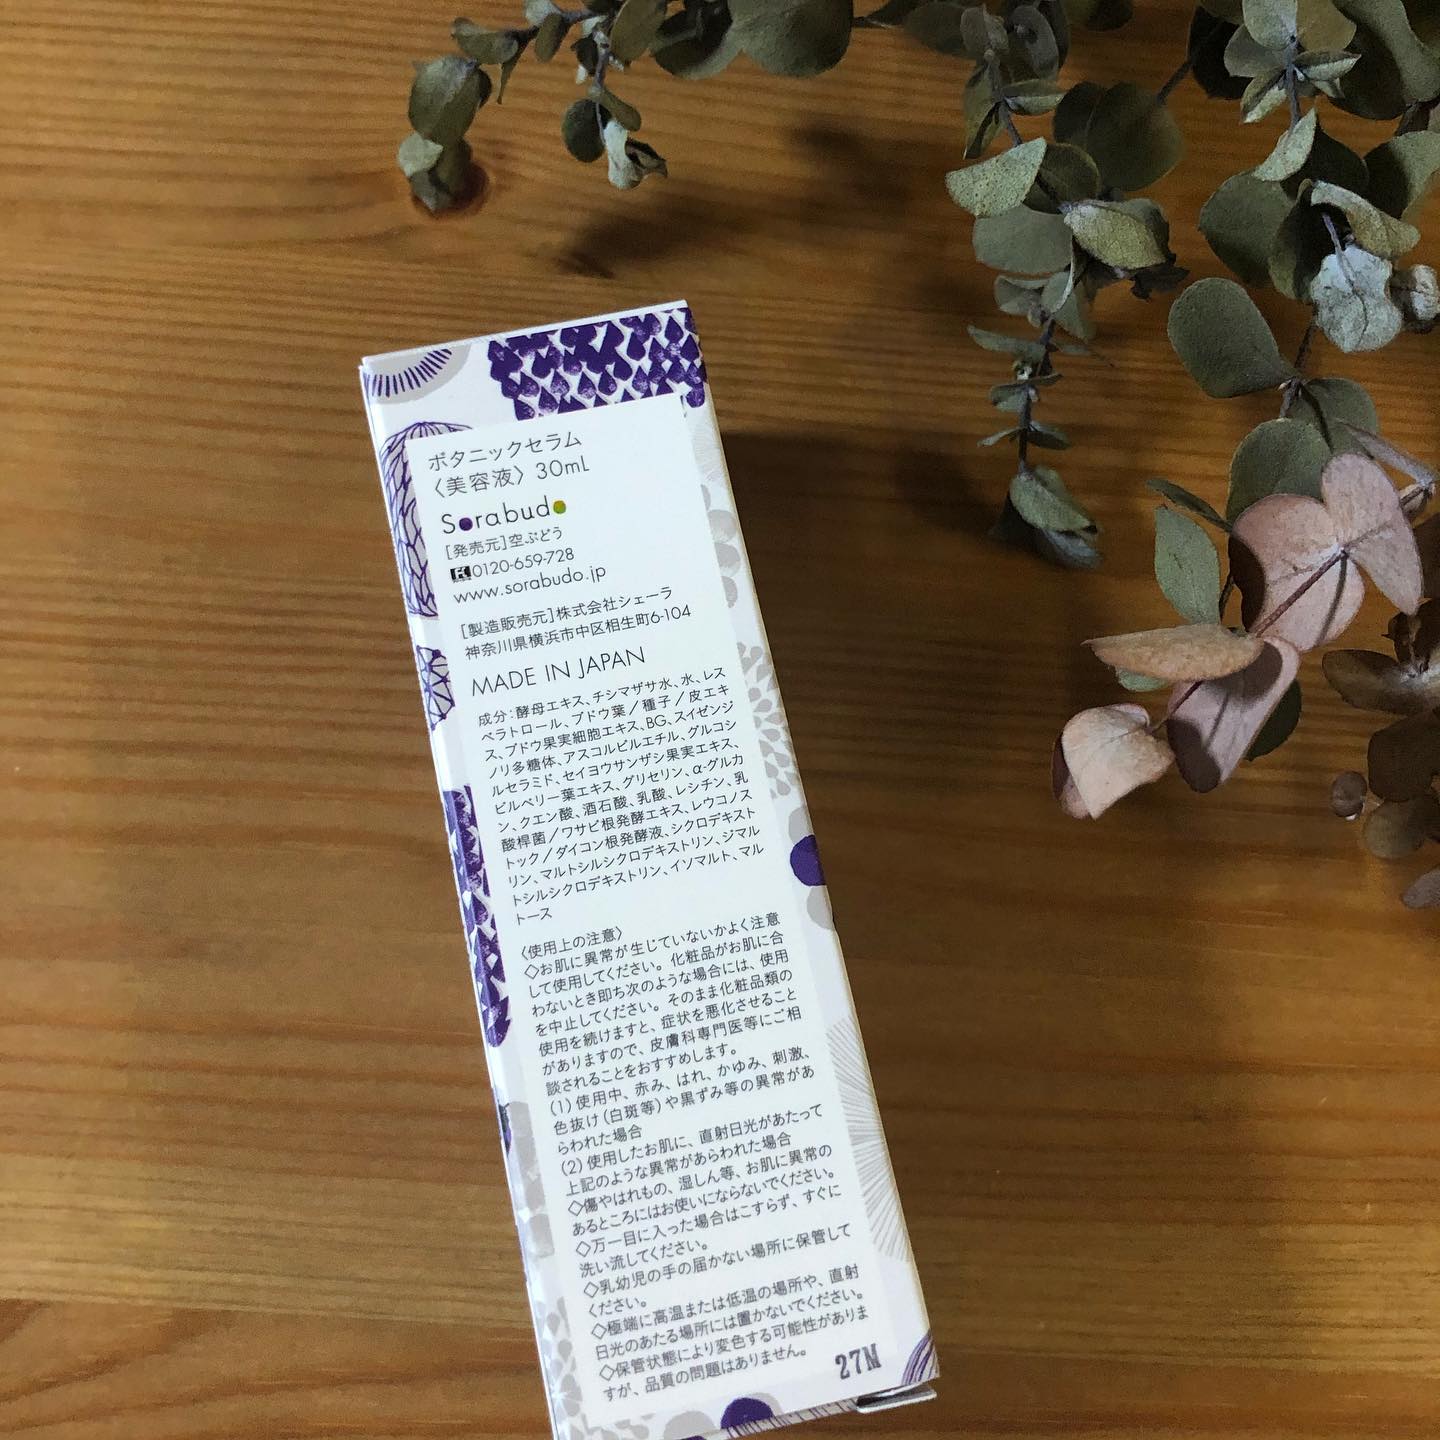 ボタニックセラム
〈美容液〉 30mL
Sorabudo
[発売元]空ぶどう
0120-659-728
www.sorabudo.jp
[製造販売元]株式会社シェーラ
神奈川県横浜市中区相生町6-104
MADE IN JAPAN
成分:酵母エキス、チシマザサ水、水、レス
ベラトロール、ブドウ葉/種子/皮エキ
ス、ブドウ果実細胞エキス、BG、スイゼンジ
ノリ多糖体、アスコルビルエチル、グルコシ
ルセラミド、セイヨウサンザシ果実エキス、
ビルベリー葉エキス、グリセリン、α-グルカ
ン、クエン酸、酒石酸、乳酸、レシチン、乳
酸桿菌/ワサビ根発酵エキス、レウコノス
トック/ダイコン根発酵液、シクロデキスト
リン、マルトシルシクロデキストリン、ジマル
トシルシクロデキストリン、イソマルト、マル
トース
〈使用上の注意〉
◇お肌に異常が生じていないかよく注意
して使用してください。化粧品がお肌に合
わないとき即ち次のような場合には、使用
を中止してください。そのまま化粧品類の
使用を続けますと、症状を悪化させること
がありますので、皮膚科専門医等にご相
談されることをおすすめします。
(1)使用中、赤み、はれ、かゆみ、刺激、
色抜け(白斑等)や黒ずみ等の異常があ
らわれた場合
(2)使用したお肌に、直射日光があたって
上記のような異常があらわれた場合
◇傷やはれもの、湿しん等、お肌に異常の
あるところにはお使いにならないでください。
◇万一目に入った場合はこすらず、すぐに
洗い流してください。
◇乳幼児の手の届かない場所に保管して
ください。
◇極端に高温または低温の場所や、直射
日光のあたる場所には置かないでください。
◇保管状態により変色する可能性がありま
すが、品質の問題はありません。
27N